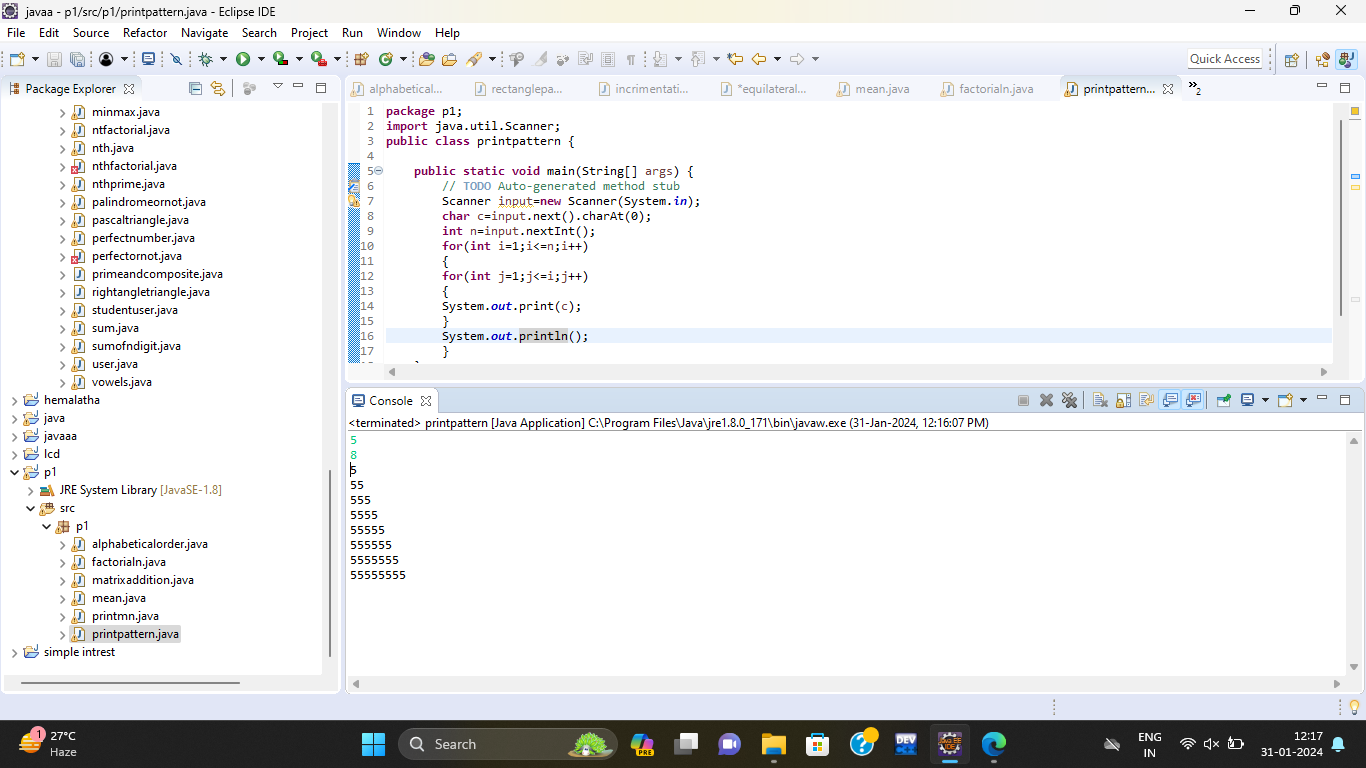 javaa - p1/src/p1/printpattern.java - Eclipse IDE
File Edit Source Refactor Navigate Search Project Run Window Help
Quick Access
Package Explorer
minmax.java
ntfactorial.java
nth.java
nthfactorial.java
nthprime.java
palindromeornot.java
pascaltriangle.java
perfectnumber.java
perfectornot.java
primeandcomposite.java
rightangletriangle.java
studentuser.java
sum.java
sumofndigit.java
user.java
vowels.java
hemalatha
java
javaaa
lcd
p1
JRE System Library [JavaSE-1.8]
src
p1
alphabeticalorder.java
factorialn.java
matrixaddition.java
mean.java
printmn.java
printpattern.java
simple intrest
alphabetical... rectanglepa... incrimentati... *equilateral... mean.java factorialn.java printpattern... »2
1 package p1;
2 import java.util.Scanner;
3 public class printpattern {
4
5 public static void main(String[] args) {
6 // TODO Auto-generated method stub
7 Scanner input=new Scanner(System.in);
8 char c=input.next().charAt(0);
9 int n=input.nextInt();
10 for(int i=1;i<=n;i++)
11 {
12 for(int j=1;j<=i;j++)
13 {
14 System.out.print(c);
15 }
16 System.out.println();
17 }
Console
<terminated> printpattern [Java Application] C:\Program Files\Java\jre1.8.0_171\bin\javaw.exe (31-Jan-2024, 12:16:07 PM)
5
8
5
55
555
5555
55555
555555
5555555
55555555
1
27°C
Haze
Search
PRE
DEV
Java EE
IDE
ENG
IN
12:17
31-01-2024